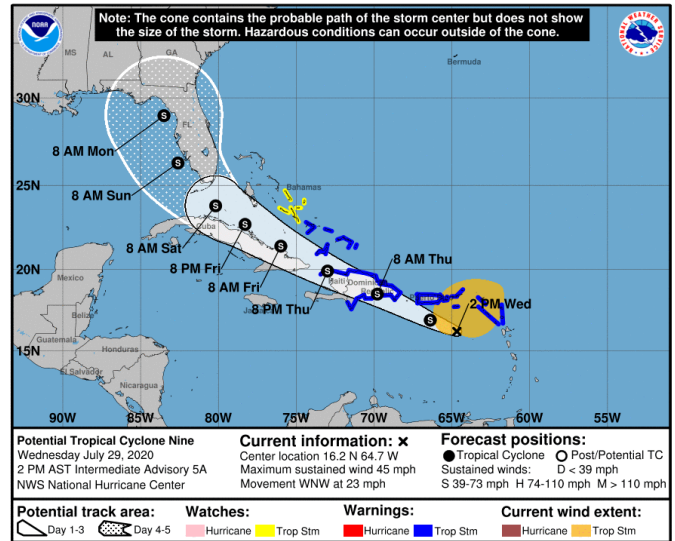 Note: The cone contains the probable path of the storm center but does not show
the size of the storm. Hazardous conditions can occur outside of the cone.
NOAA
NATIONAL WEATHER SERVICE
MS
AL
GA
Bermuda
30N
FL
8 AM Mon
8 AM Sun
25N
Bahamas
8 AM Sat
Cuba
8 PM Fri
8 AM Fri
8 AM Thu
20N
Mexico
Haiti
8 PM Thu
2 PM Wed
Belize
Guatemala
Honduras
15N
El Salvador
Nicaragua
90W 85W 80W 75W 70W 65W 60W 55W
Potential Tropical Cyclone Nine
Wednesday July 29, 2020
2 PM AST Intermediate Advisory 5A
NWS National Hurricane Center
Current information: x
Center location 16.2 N 64.7 W
Maximum sustained wind 45 mph
Movement WNW at 23 mph
Forecast positions:
Tropical Cyclone Post/Potential TC
Sustained winds: D < 39 mph
S 39-73 mph H 74-110 mph M > 110 mph
Potential track area:
Day 1-3 Day 4-5
Watches:
Hurricane Trop Stm
Warnings:
Hurricane Trop Stm
Current wind extent:
Hurricane Trop Stm